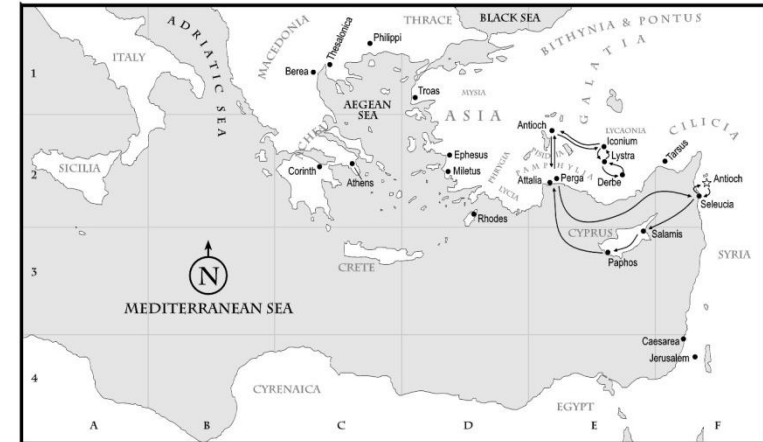 BLACK SEA
THRACE
BITHYNIA & PONTUS
ITALY
ADRIATIC SEA
MACEDONIA
Thesalonica
Philippi
Berea
1
Troas
MYSIA
GALATIA
AEGEAN
SEA
ASIA
Antioch
LYCAONIA
CILICIA
Iconium
Lystra
Tarsus
SICILIA
2
Corinth
Athens
Ephesus
Miletus
PHRYGIA
PAMPHYLIA
Derbe
Antioch
Attalia
Perga
LYCIA
Seleucia
Rhodes
CYPRUS
Salamis
N
CRETE
3
Paphos
SYRIA
MEDITERRANEAN SEA
Caesarea
Jerusalem
4
CYRENAICA
EGYPT
A
B
C
D
E
F